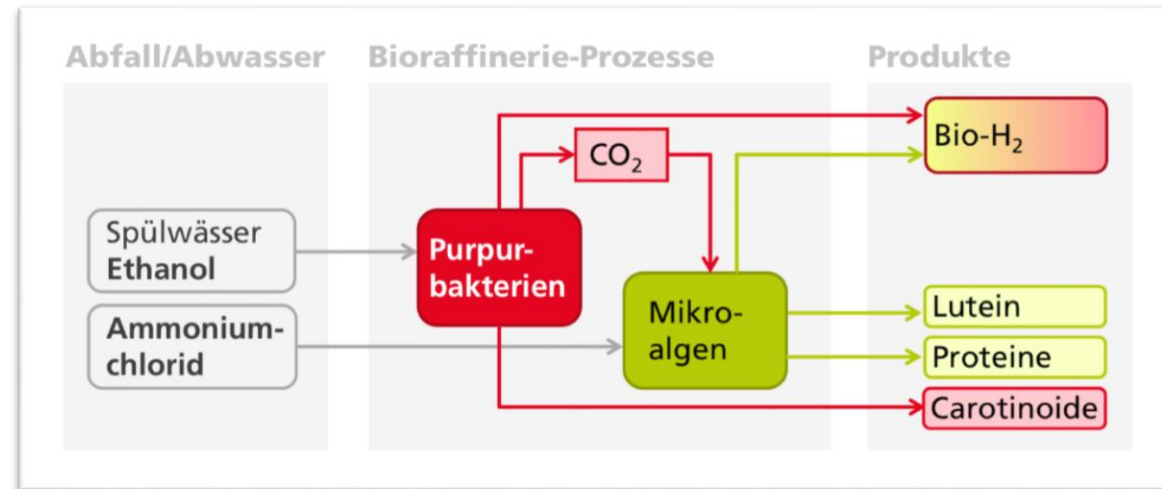 Abfall/Abwasser
Bioraffinerie-Prozesse
Produkte
Spülwässer
Ethanol
Ammonium-
chlorid
Purpur-
bakterien
CO₂
Mikro-
algen
Bio-H₂
Lutein
Proteine
Carotinoide